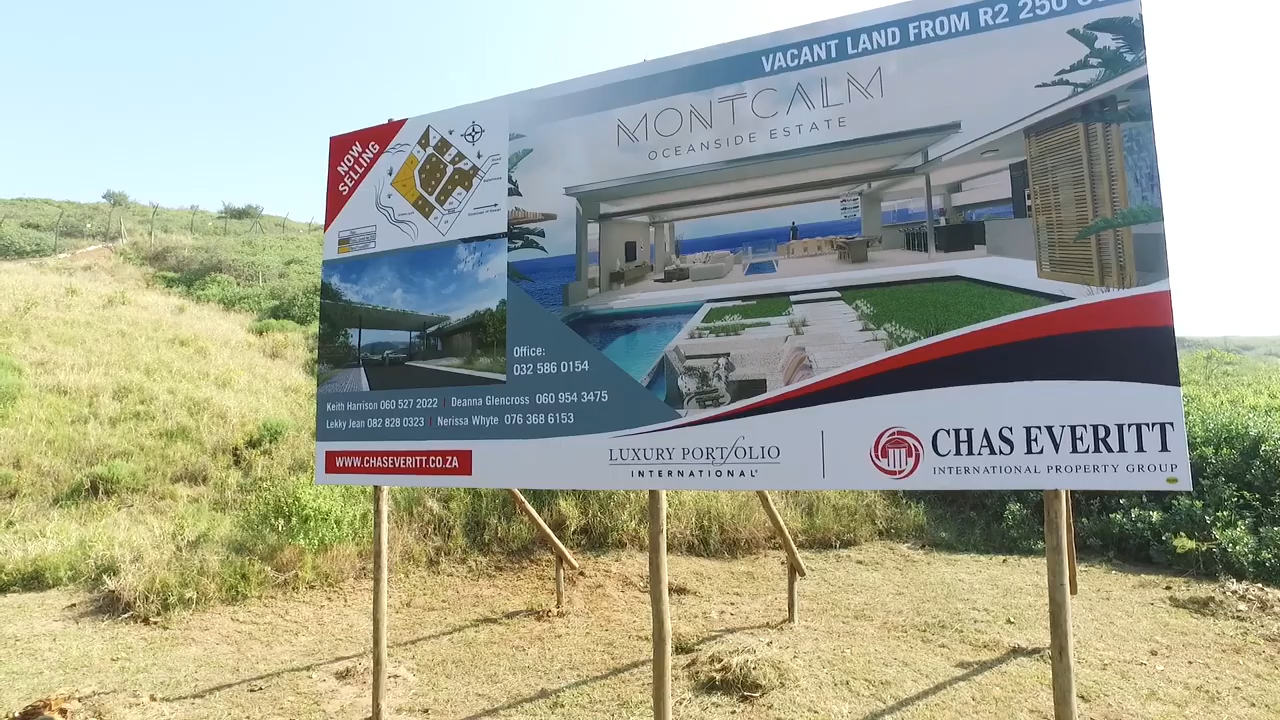 VACANT LAND FROM R2 250
MONTCALM
OCEANSIDE ESTATE
NOW
SELLING
Office:
032 586 0154
Keith Harrison 060 527 2022 | Deanna Glencross 060 954 3475
Lekky Jean 082 828 0323 | Nerissa Whyte 076 368 6153
WWW.CHASEVERITT.CO.ZA
LUXURY PORTFOLIO
INTERNATIONAL
CHAS EVERITT
INTERNATIONAL PROPERTY GROUP